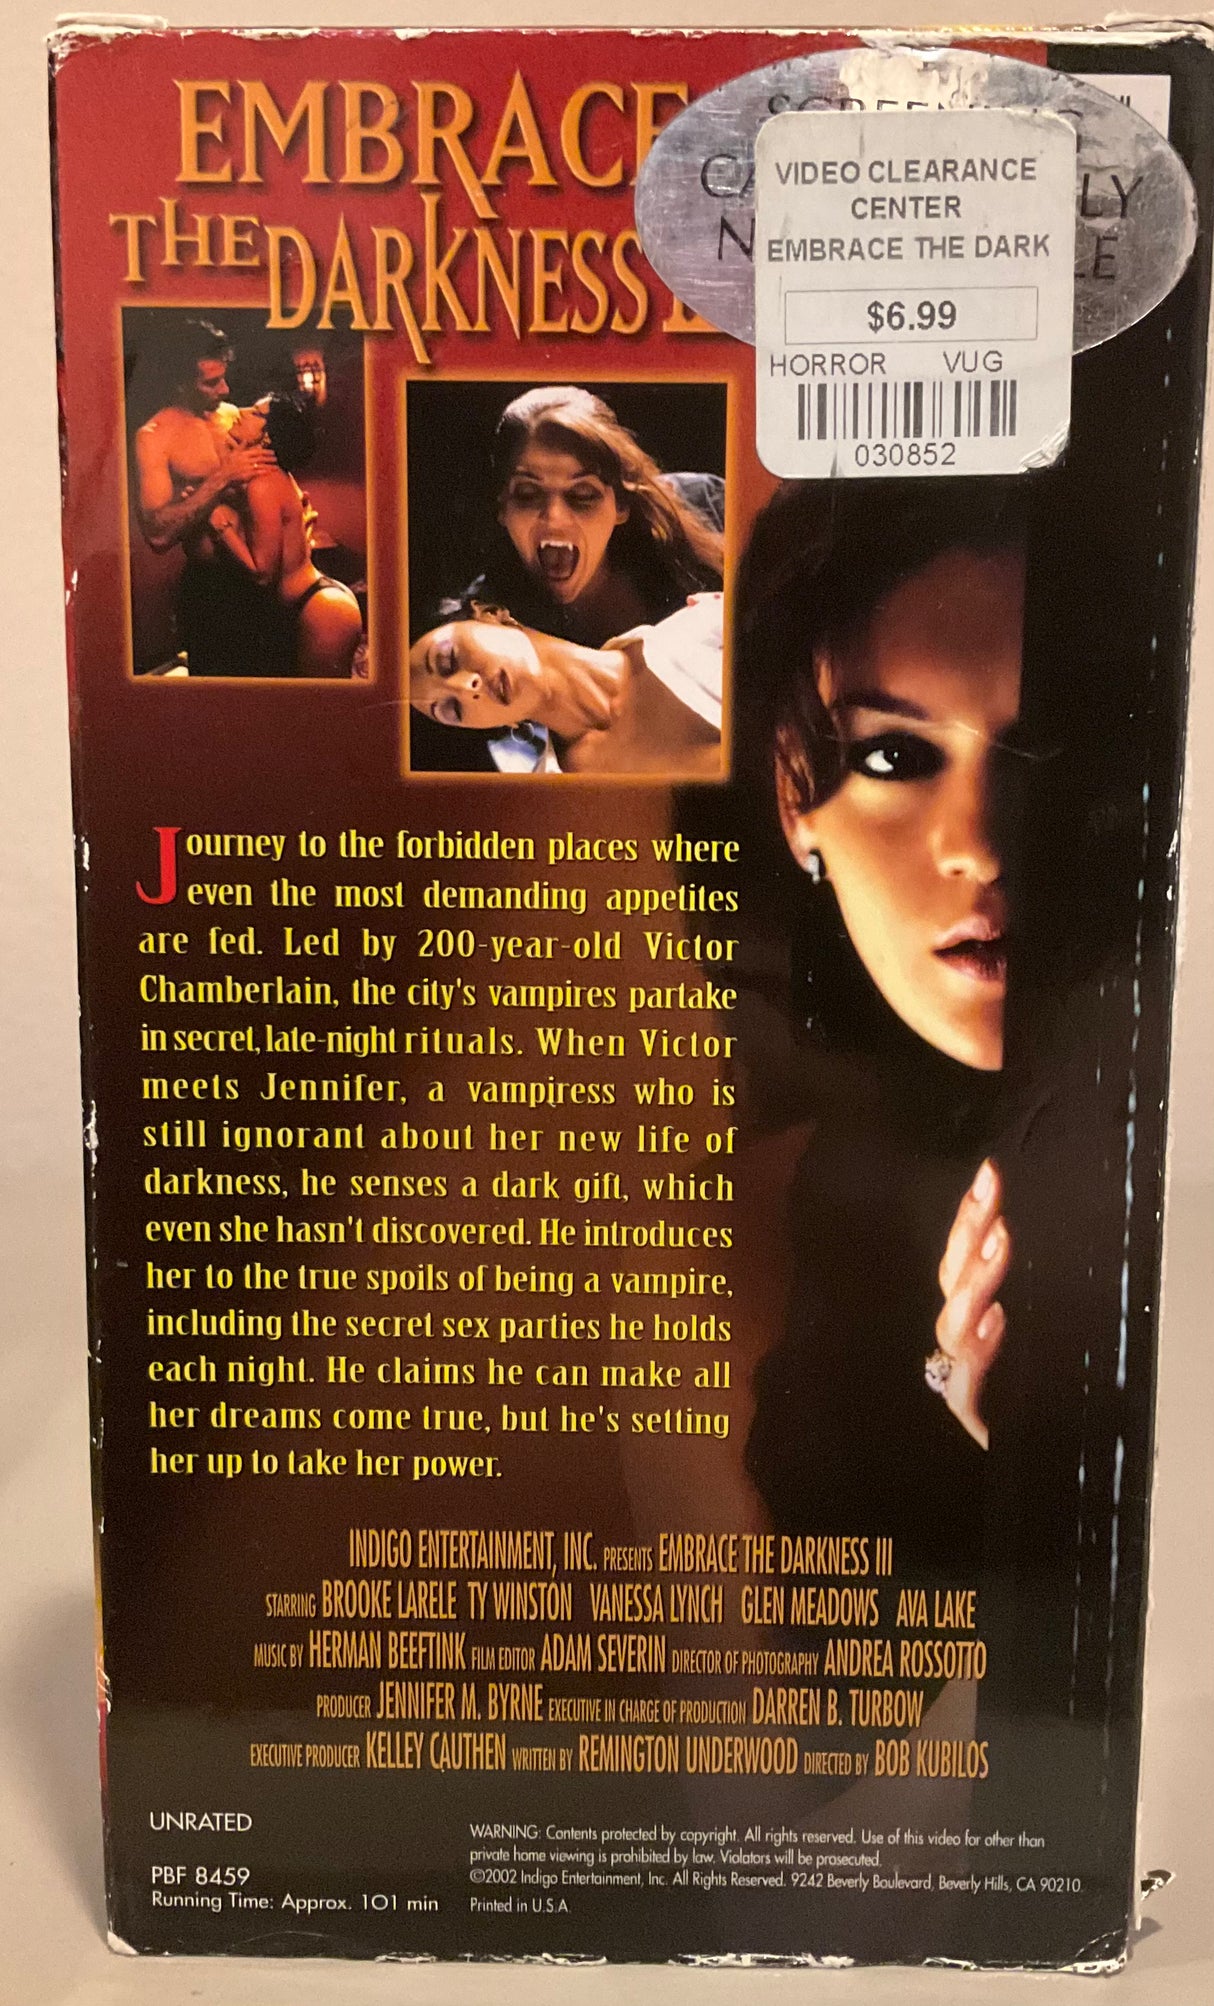 EMBRACE
THE DARKNESS
VIDEO CLEARANCE
CENTER
EMBRACE THE DARK
$6.99
HORROR VUG
030852
Journey to the forbidden places where
even the most demanding appetites
are fed. Led by 200-year-old Victor
Chamberlain, the city's vampires partake
in secret, late-night rituals. When Victor
meets Jennifer, a vampiress who is
still ignorant about her new life of
darkness, he senses a dark gift, which
even she hasn't discovered. He introduces
her to the true spoils of being a vampire,
including the secret sex parties he holds
each night. He claims he can make all
her dreams come true, but he's setting
her up to take her power.
INDIGO ENTERTAINMENT, INC. PRESENTS EMBRACE THE DARKNESS III
STARRING BROOKE LARELE TY WINSTON VANESSA LYNCH GLEN MEADOWS AVA LAKE
MUSIC BY HERMAN BEEFTINK FILM EDITOR ADAM SEVERIN DIRECTOR OF PHOTOGRAPHY ANDREA ROSSOTTO
PRODUCER JENNIFER M. BYRNE EXECUTIVE IN CHARGE OF PRODUCTION DARREN B. TURBOW
EXECUTIVE PRODUCER KELLEY CAUTHEN WRITTEN BY REMINGTON UNDERWOOD DIRECTED BY BOB KUBILOS
UNRATED
PBF 8459
Running Time: Approx. 101 min
WARNING: Contents protected by copyright. All rights reserved. Use of this video for other than
private home viewing is prohibited by law. Violators will be prosecuted.
©2002 Indigo Entertainment, Inc. All Rights Reserved. 9242 Beverly Boulevard, Beverly Hills, CA 90210.
Printed in U.S.A.